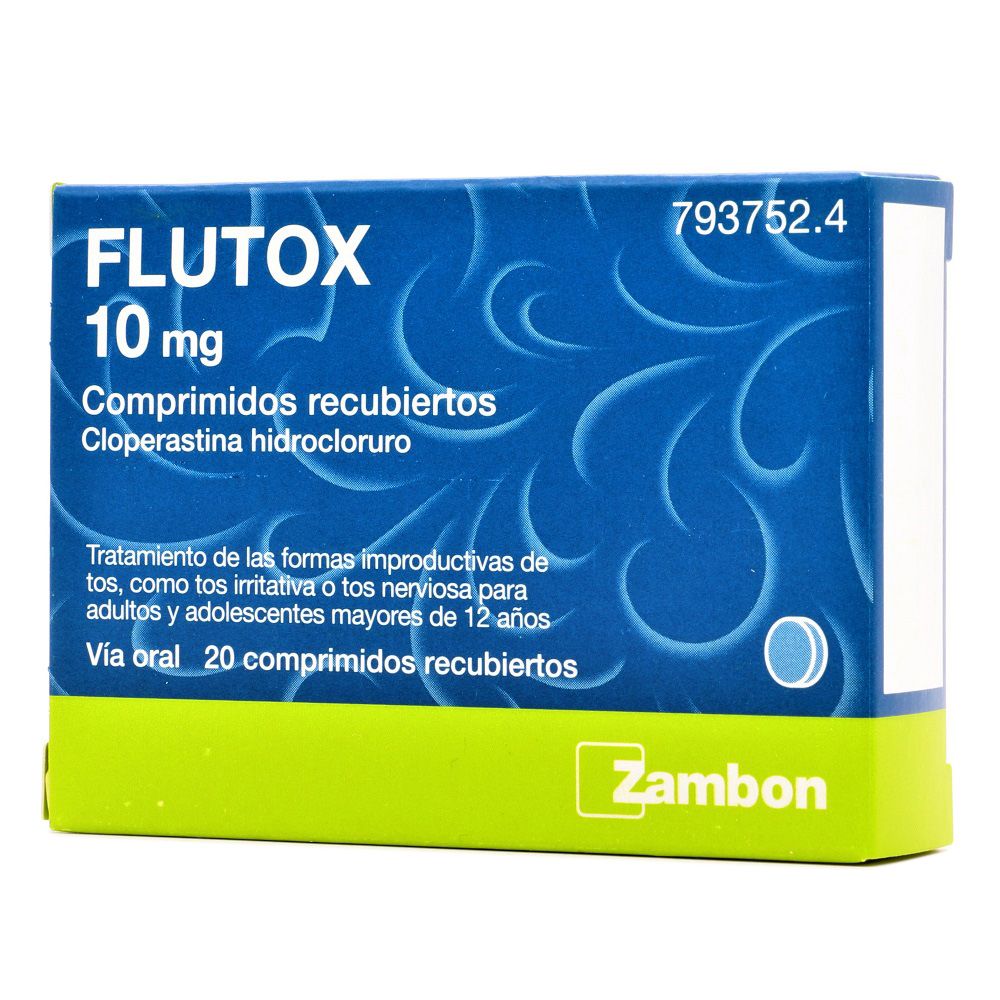 793752.4
FLUTOX
10 mg
Comprimidos recubiertos
Cloperastina hidrocloruro
Tratamiento de las formas improductivas de
tos, como tos irritativa o tos nerviosa para
adultos y adolescentes mayores de 12 años
Vía oral 20 comprimidos recubiertos
Zambon